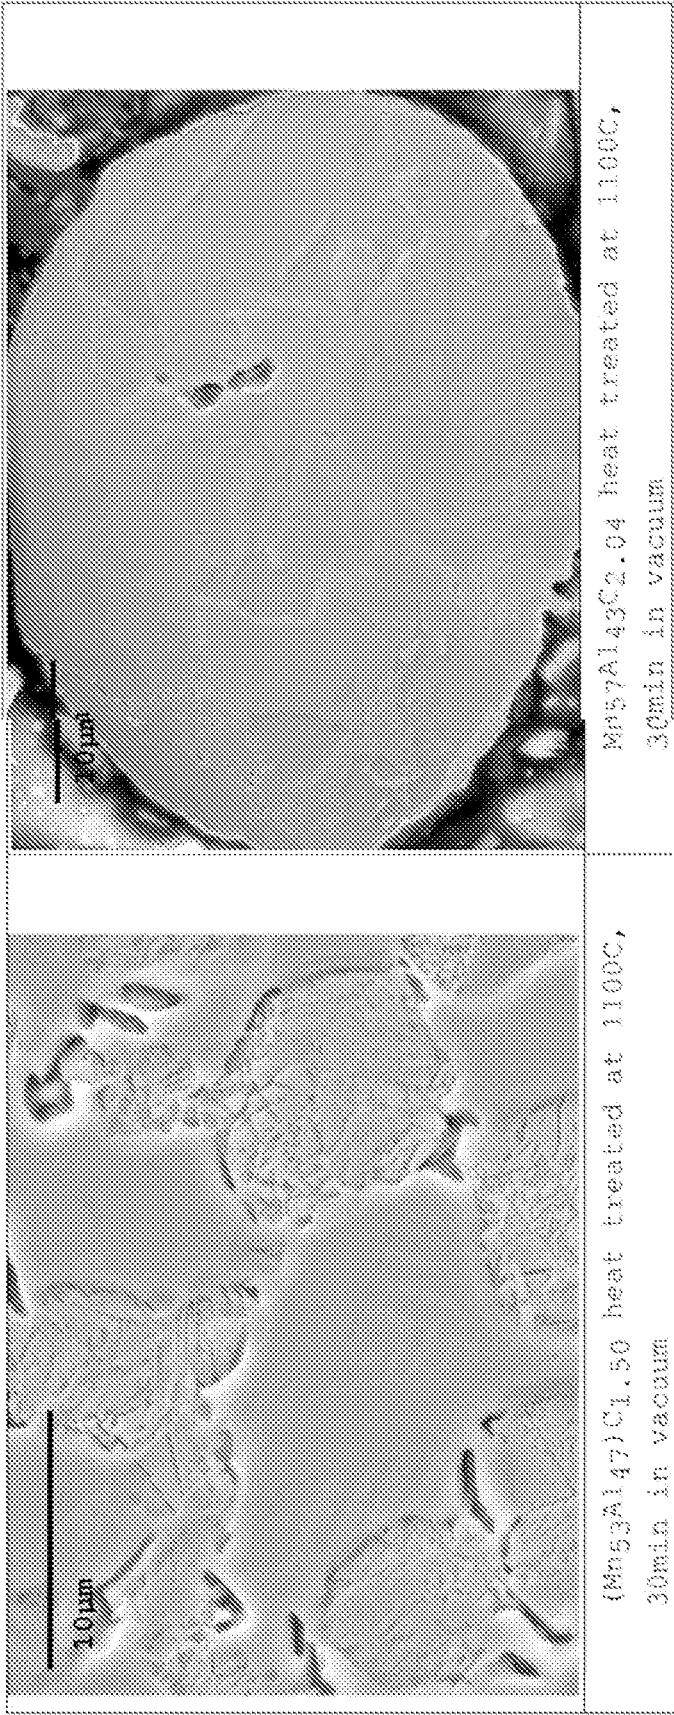 10µm
(Mn53Al47)C1.50 heat treated at 1100C,
30min in vacuum
10µm
Mn57Al43C2.04 heat treated at 1100C,
30min in vacuum